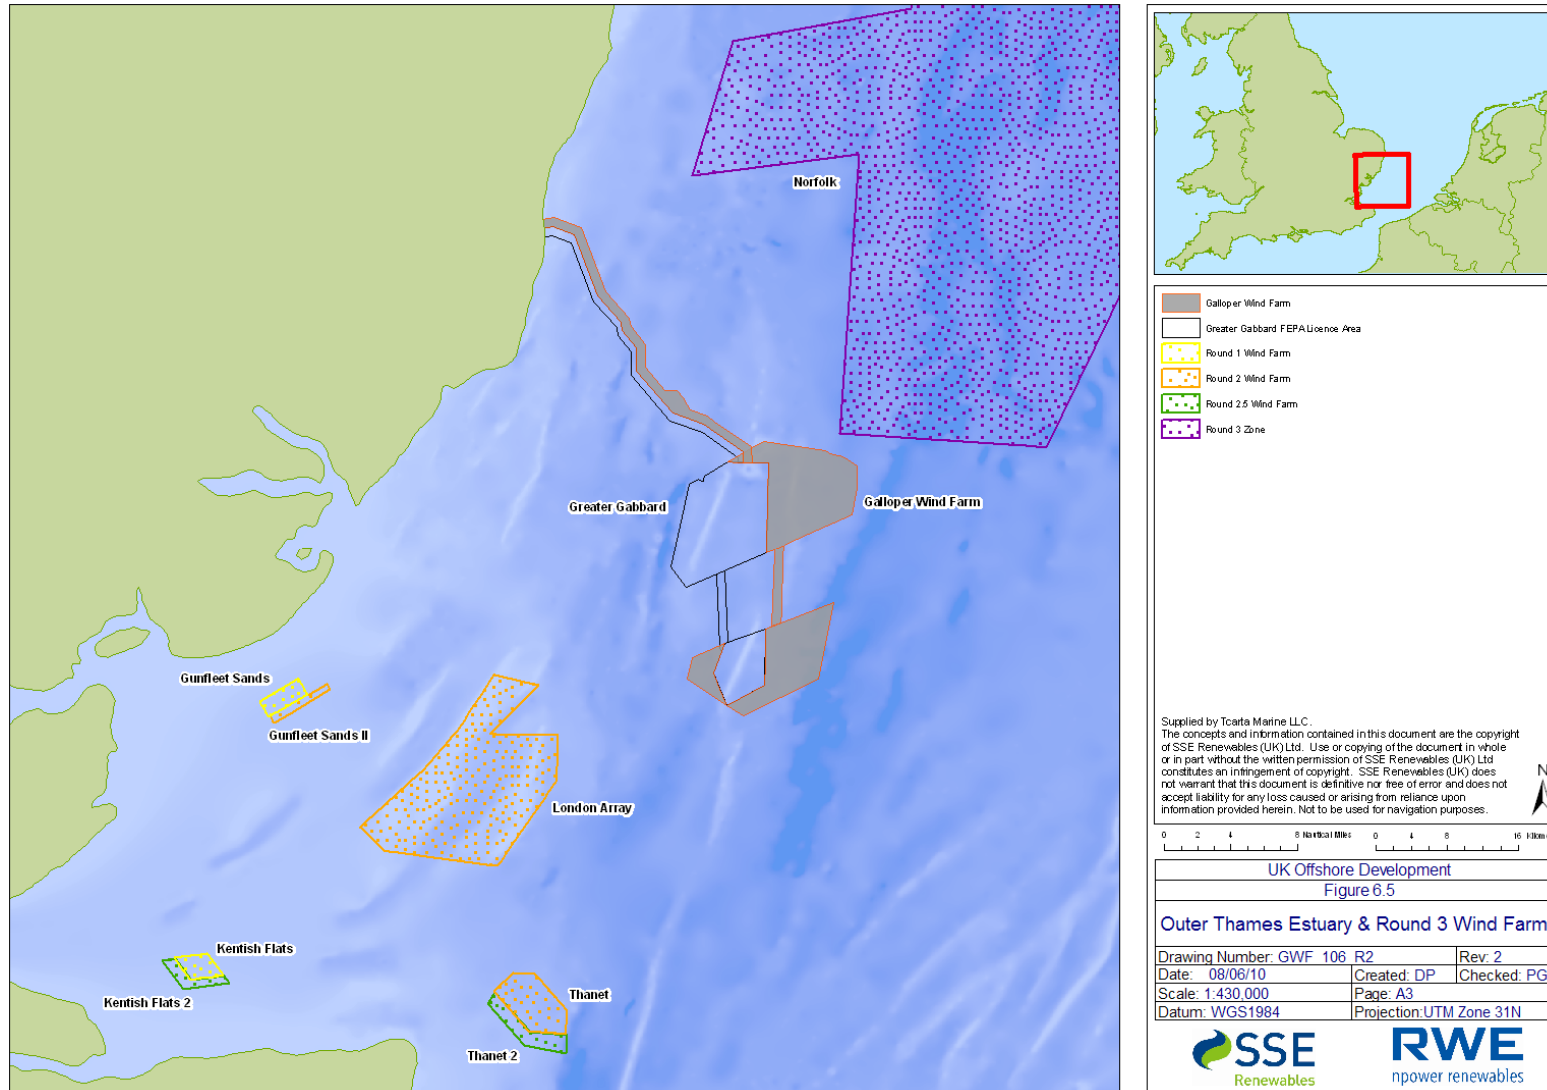 Norfolk
Greater Gabbard
Galloper Wind Farm
Gunfleet Sands
Gunfleet Sands II
London Array
Kentish Flats
Kentish Flats 2
Thanet
Thanet 2
Galloper Wind Farm
Greater Gabbard FEPA Licence Area
Round 1 Wind Farm
Round 2 Wind Farm
Round 2.5 Wind Farm
Round 3 Zone
Supplied by Tcarta Marine LLC.
The concepts and information contained in this document are the copyright
of SSE Renewables (UK) Ltd. Use or copying of the document in whole
or in part without the written permission of SSE Renewables (UK) Ltd
constitutes an infringement of copyright. SSE Renewables (UK) does
not warrant that this document is definitive nor free of error and does not
accept liability for any loss caused or arising from reliance upon
information provided herein. Not to be used for navigation purposes.
N
0 2 4 8 Nautical Miles 0 4 8 16
UK Offshore Development
Figure 6.5
Outer Thames Estuary & Round 3 Wind Farm
Drawing Number: GWF_106_R2 Rev: 2
Date: 08/06/10 Created: DP Checked: PG
Scale: 1:430,000 Page: A3
Datum: WGS1984 Projection:UTM Zone 31N
SSE
Renewables
RWE
npower renewables